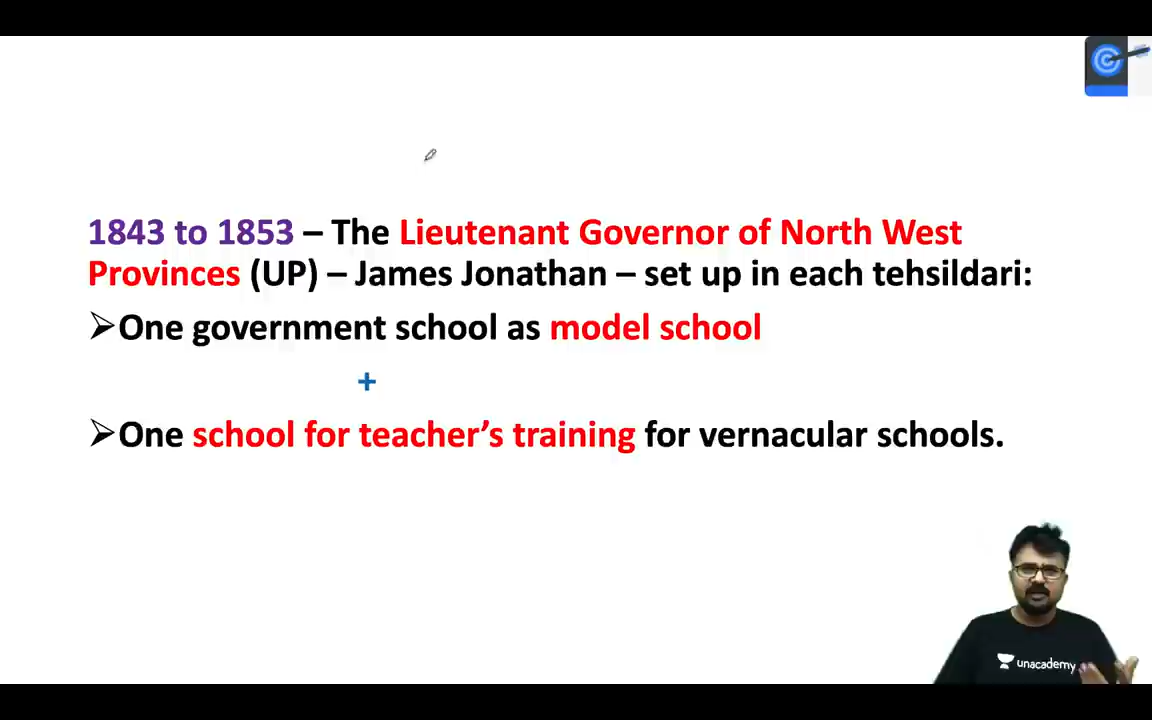 1843 to 1853 – The Lieutenant Governor of North West
Provinces (UP) – James Jonathan – set up in each tehsildari:
➢One government school as model school
+
➢One school for teacher’s training for vernacular schools.
unacademy